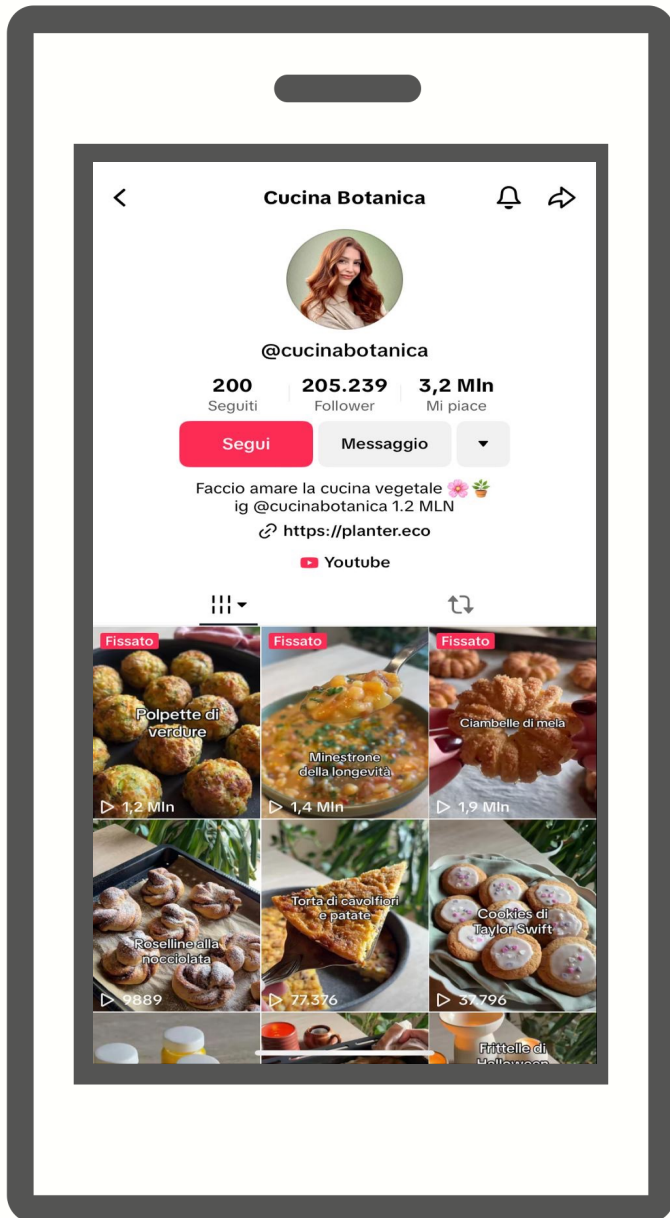 Cucina Botanica
@cucinabotanica
200 205.239 3,2 Mln
Seguiti Follower Mi piace
Segui Messaggio
Faccio amare la cucina vegetale 🌸🪴
ig @cucinabotanica 1.2 MLN
https://planter.eco
Youtube
Fissato Fissato Fissato
Polpette di
verdure
1,2 Mln
Minestrone
della longevità
1,4 Mln
Ciambelle di mela
1,9 Mln
Roselline alla
nocciolata
9889
Torta di cavolfiori
e patate
77.376
Cookies di
Taylor Swift
37.796
Frittelle di
Halloween